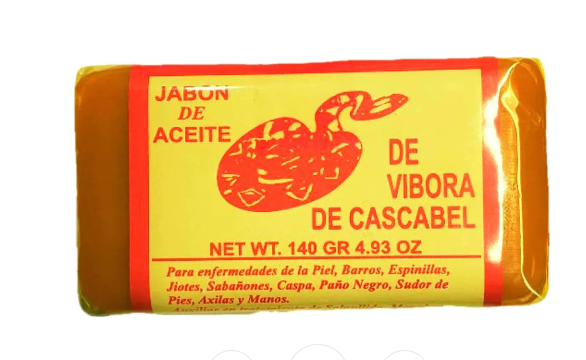 JABON
DE
ACEITE
DE
VIBORA
DE CASCABEL
NET WT. 140 GR 4.93 OZ
Para enfermedades de la Piel, Barros, Espinillas,
Jiotes, Sabañones, Caspa, Paño Negro, Sudor de
Pies, Axilas y Manos.